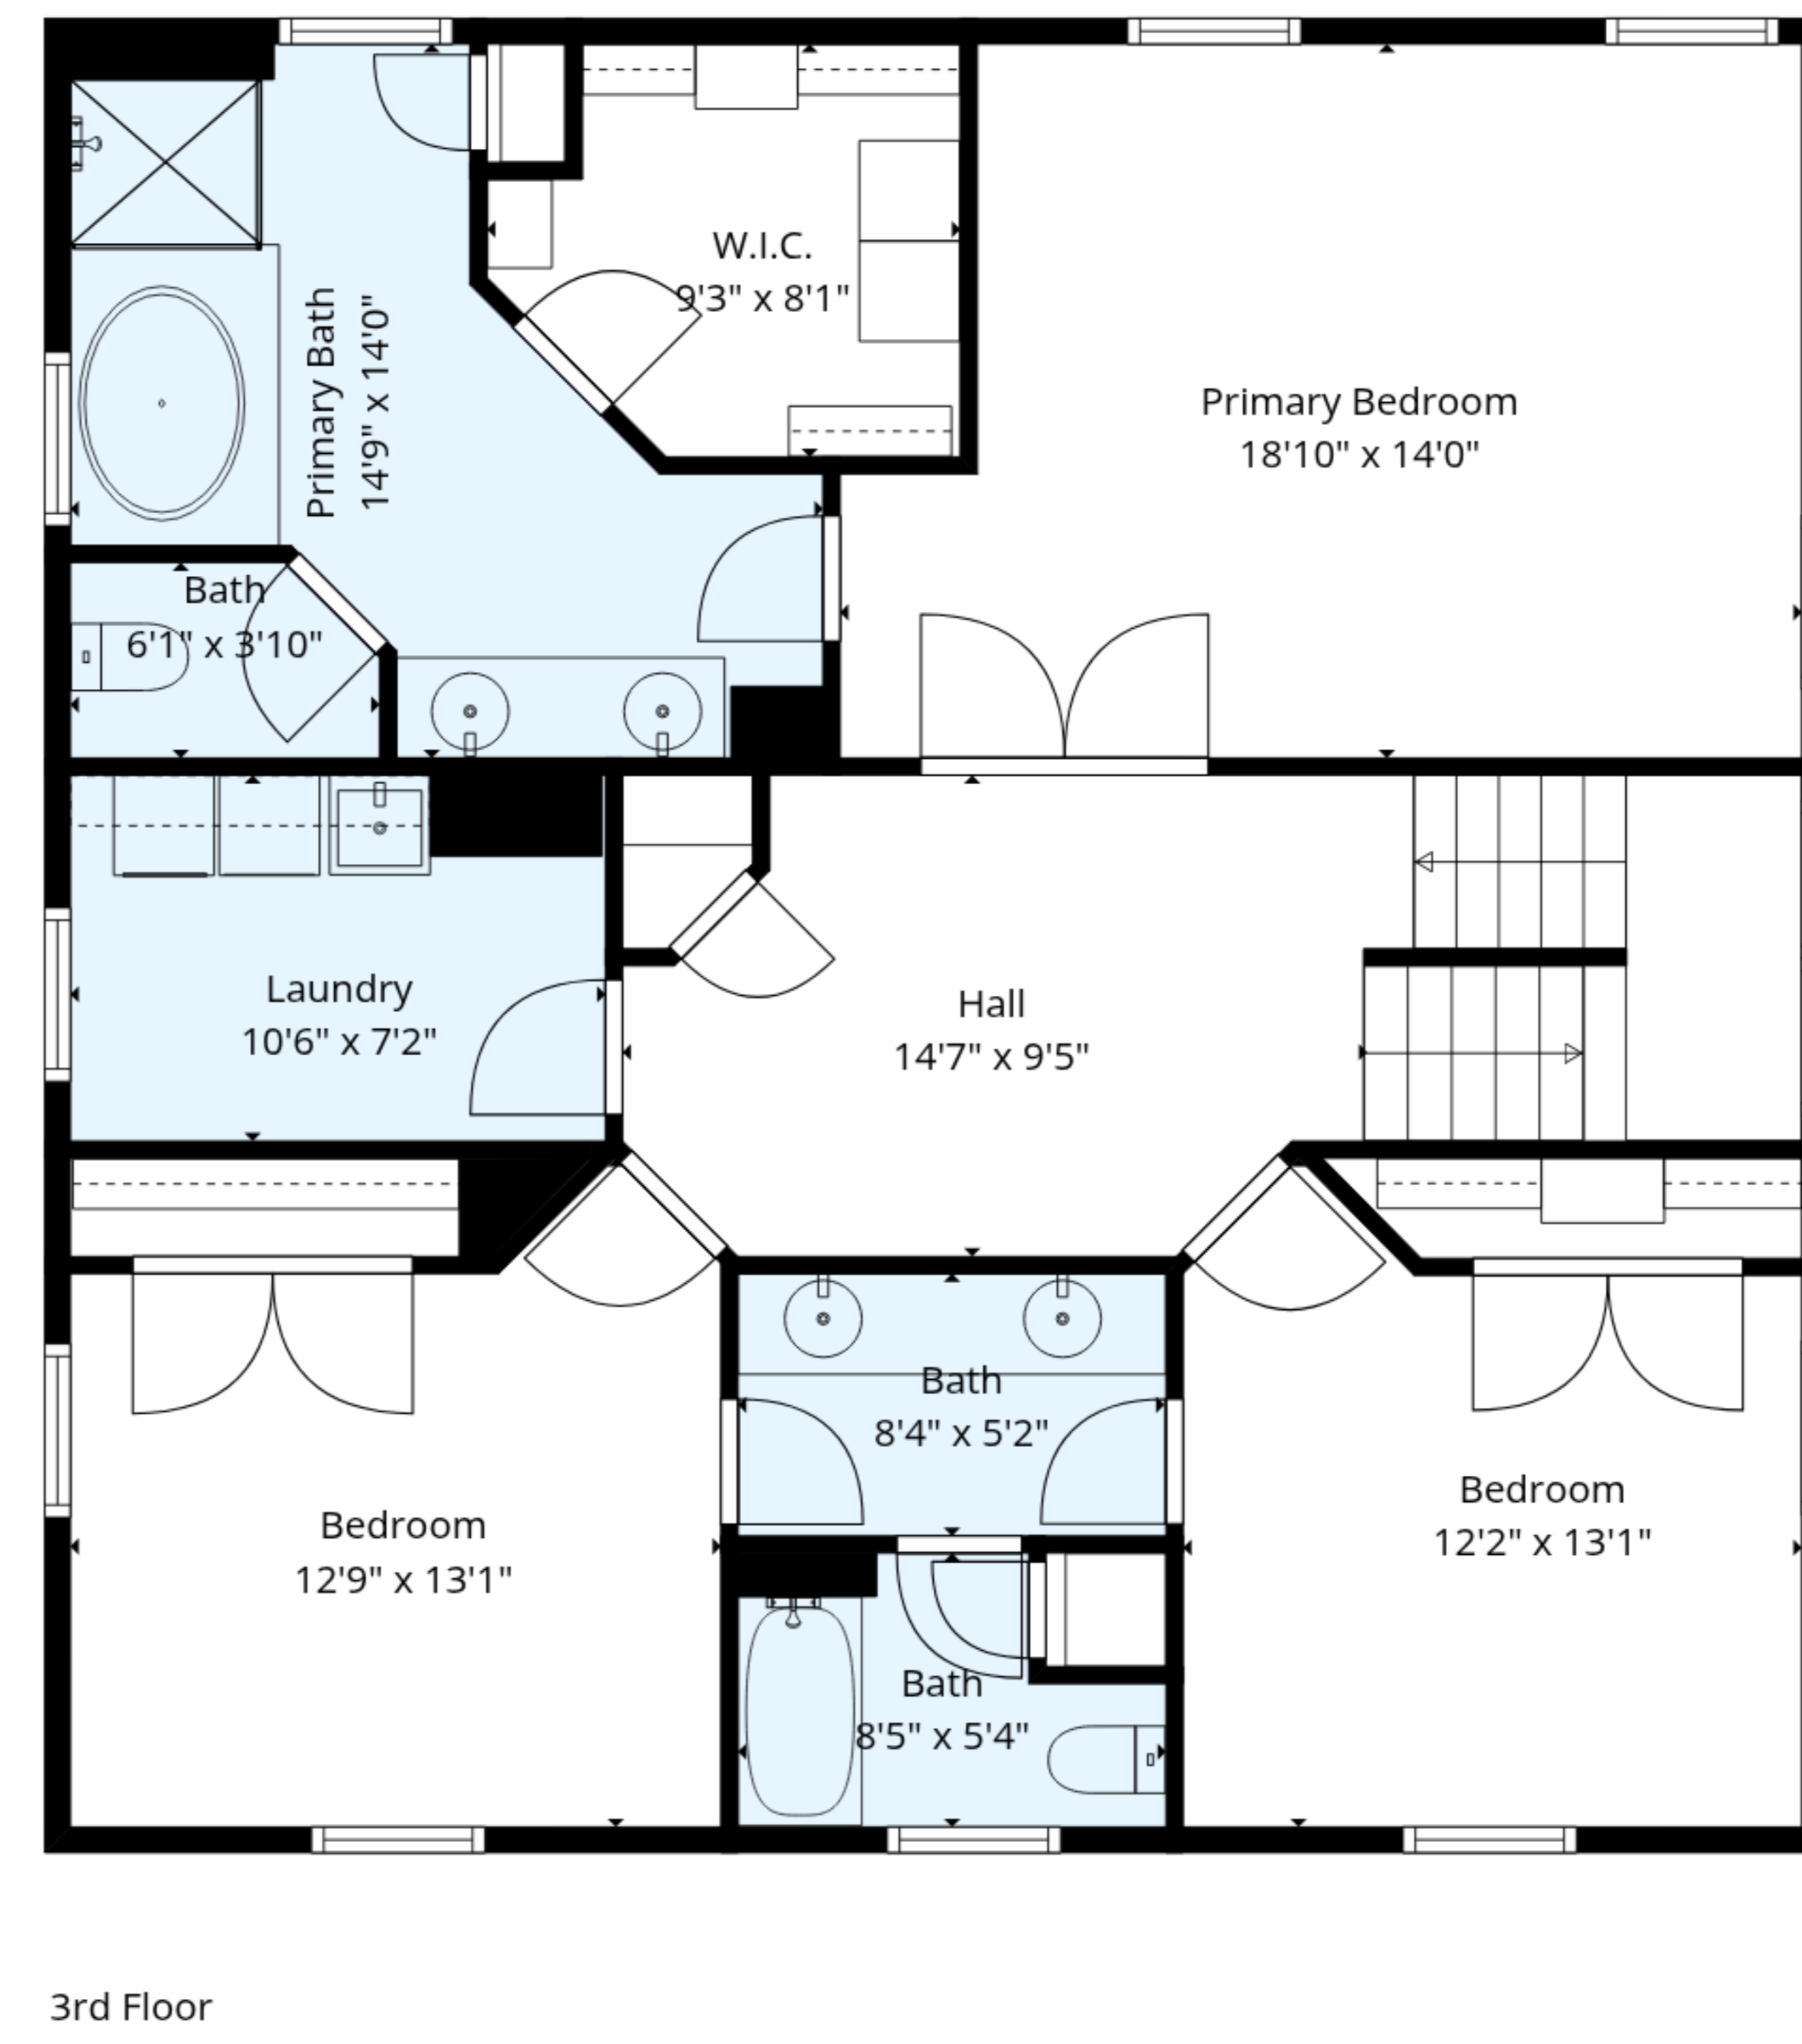 W.I.C.
9'3" x 8'1"
Primary Bath
14'9" x 14'0"
Primary Bedroom
18'10" x 14'0"
Bath
6'1" x 3'10"
Laundry
10'6" x 7'2"
Hall
14'7" x 9'5"
Bath
8'4" x 5'2"
Bedroom
12'9" x 13'1"
Bedroom
12'2" x 13'1"
Bath
8'5" x 5'4"
3rd Floor